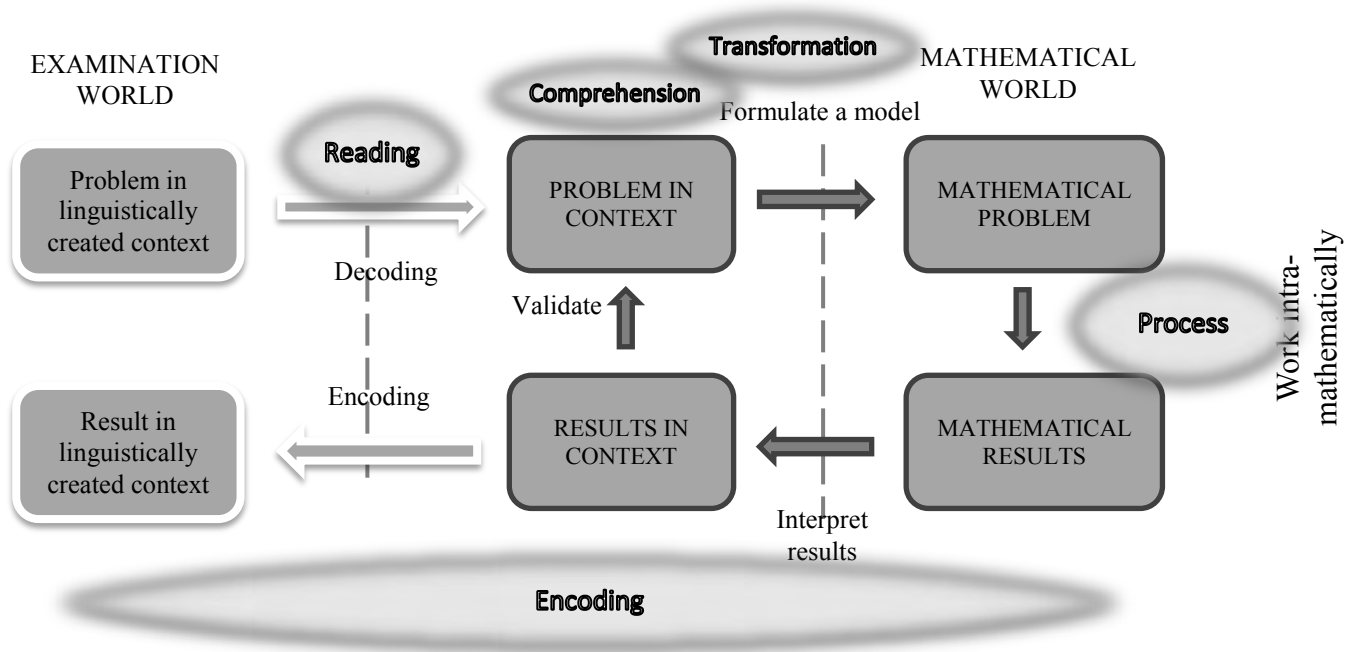 Transformation
EXAMINATION
WORLD
MATHEMATICAL
WORLD
Comprehension
Formulate a model
Reading
Problem in
linguistically
created context
PROBLEM IN
CONTEXT
MATHEMATICAL
PROBLEM
Decoding
Validate
Process
Work intra-
mathematically
Encoding
Result in
linguistically
created context
RESULTS IN
CONTEXT
MATHEMATICAL
RESULTS
Interpret
results
Encoding